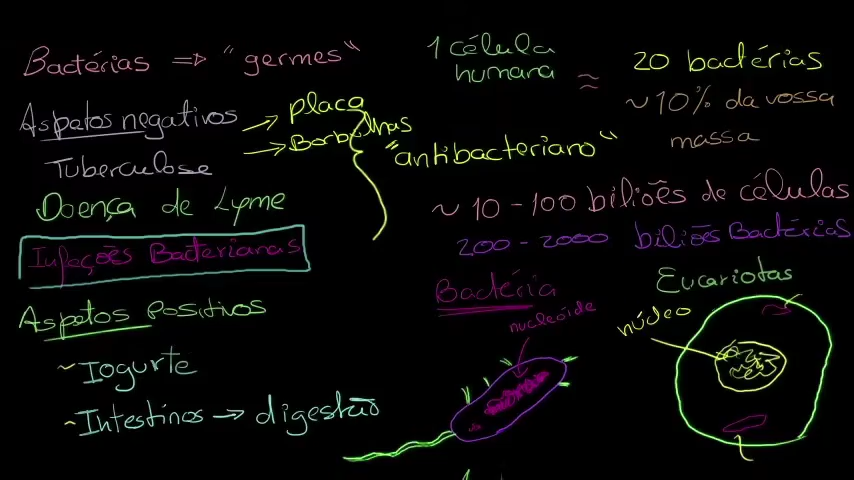 Bactérias => "germes"
Aspetos negativos
→ placa
→ Borbulhas
Tuberculose
Doença de Lyme
Infeções Bacterianas
Aspetos Positivos
~Iogurte
~Intestinos → digestão
1 célula
humana
≈
20 bactérias
~10% da vossa
massa
"antibacteriano"
~ 10 - 100 biliões de células
200 - 2000 biliões Bactérias
Bactéria
nucleóide
Eucariotas
núcleo